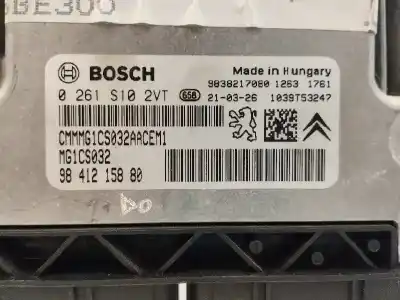 BE300
BOSCH
Made in Hungary
9838217080 1263 1761
0 261 S10 2VT 658 21-03-26 1039T53247
CMMMG1CS032AACEM1
MG1CS032
98 412 158 80